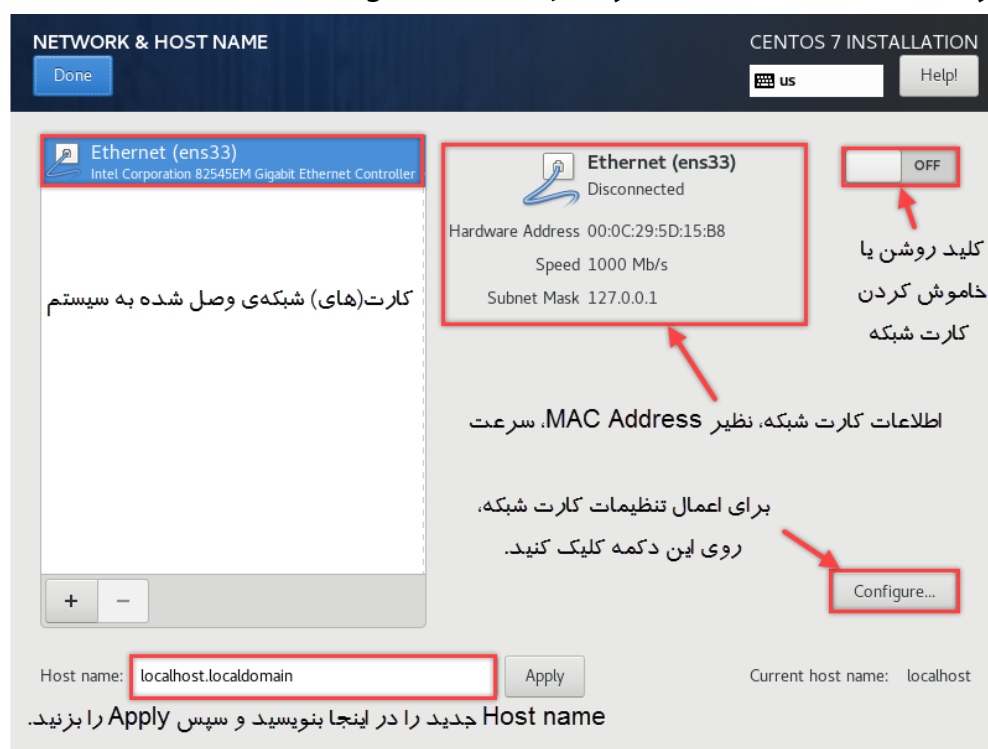 NETWORK & HOST NAME
CENTOS 7 INSTALLATION
Done
us
Help!
Ethernet (ens33)
Intel Corporation 82545EM Gigabit Ethernet Controller
Ethernet (ens33)
Disconnected
Hardware Address 00:0C:29:5D:15:B8
Speed 1000 Mb/s
Subnet Mask 127.0.0.1
OFF
کلید روشن یا
خاموش کردن
کارت شبکه
کارت(های) شبکه‌ی وصل شده به سیستم
اطلاعات کارت شبکه، نظیر MAC Address، سرعت
برای اعمال تنظیمات کارت شبکه،
روی این دکمه کلیک کنید.
+ −
Configure...
Host name: localhost.localdomain Apply
Current host name: localhost
Host name جدید را در اینجا بنویسید و سپس Apply را بزنید.